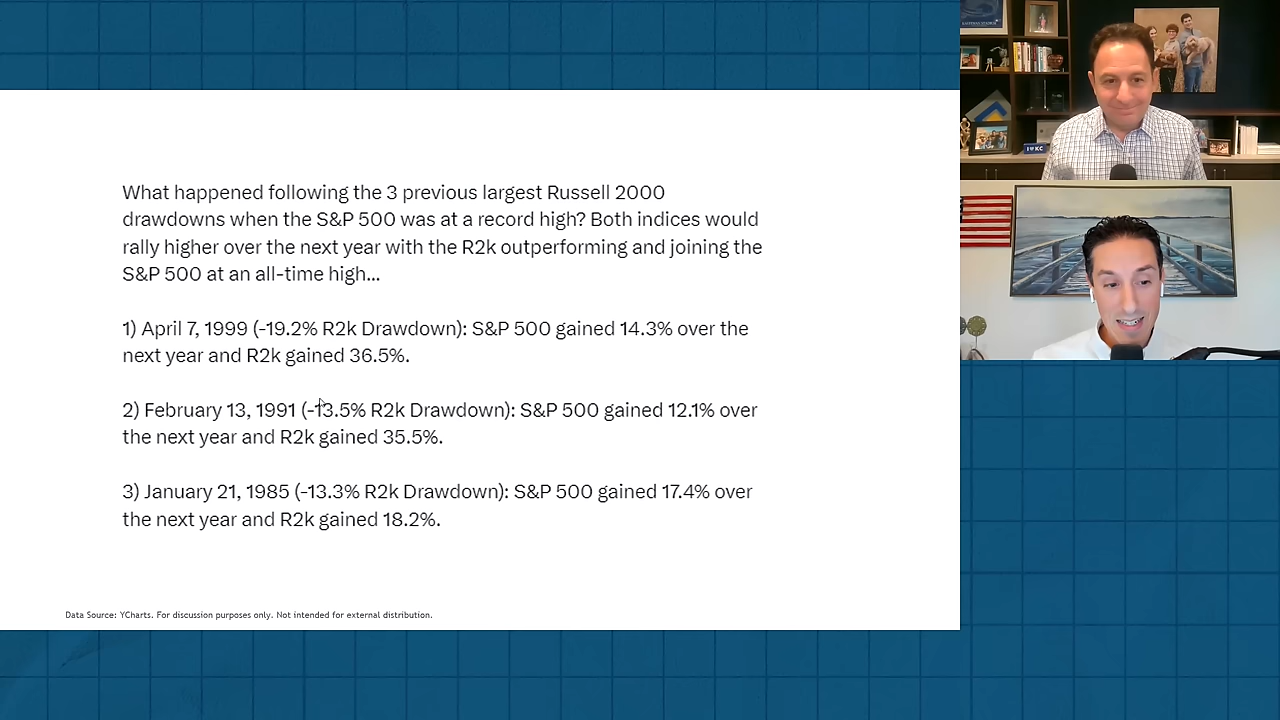 What happened following the 3 previous largest Russell 2000
drawdowns when the S&P 500 was at a record high? Both indices would
rally higher over the next year with the R2k outperforming and joining the
S&P 500 at an all-time high...
1) April 7, 1999 (-19.2% R2k Drawdown): S&P 500 gained 14.3% over the
next year and R2k gained 36.5%.
2) February 13, 1991 (-13.5% R2k Drawdown): S&P 500 gained 12.1% over
the next year and R2k gained 35.5%.
3) January 21, 1985 (-13.3% R2k Drawdown): S&P 500 gained 17.4% over
the next year and R2k gained 18.2%.
Data Source: YCharts. For discussion purposes only. Not intended for external distribution.
I ♥ KC